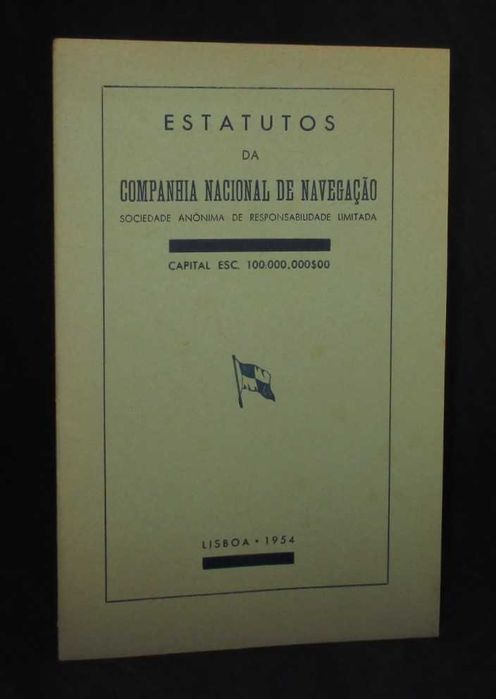 ESTATUTOS
DA
COMPANHIA NACIONAL DE NAVEGAÇÃO
SOCIEDADE ANÓNIMA DE RESPONSABILIDADE LIMITADA
CAPITAL ESC. 100.000.000$00
LISBOA • 1954